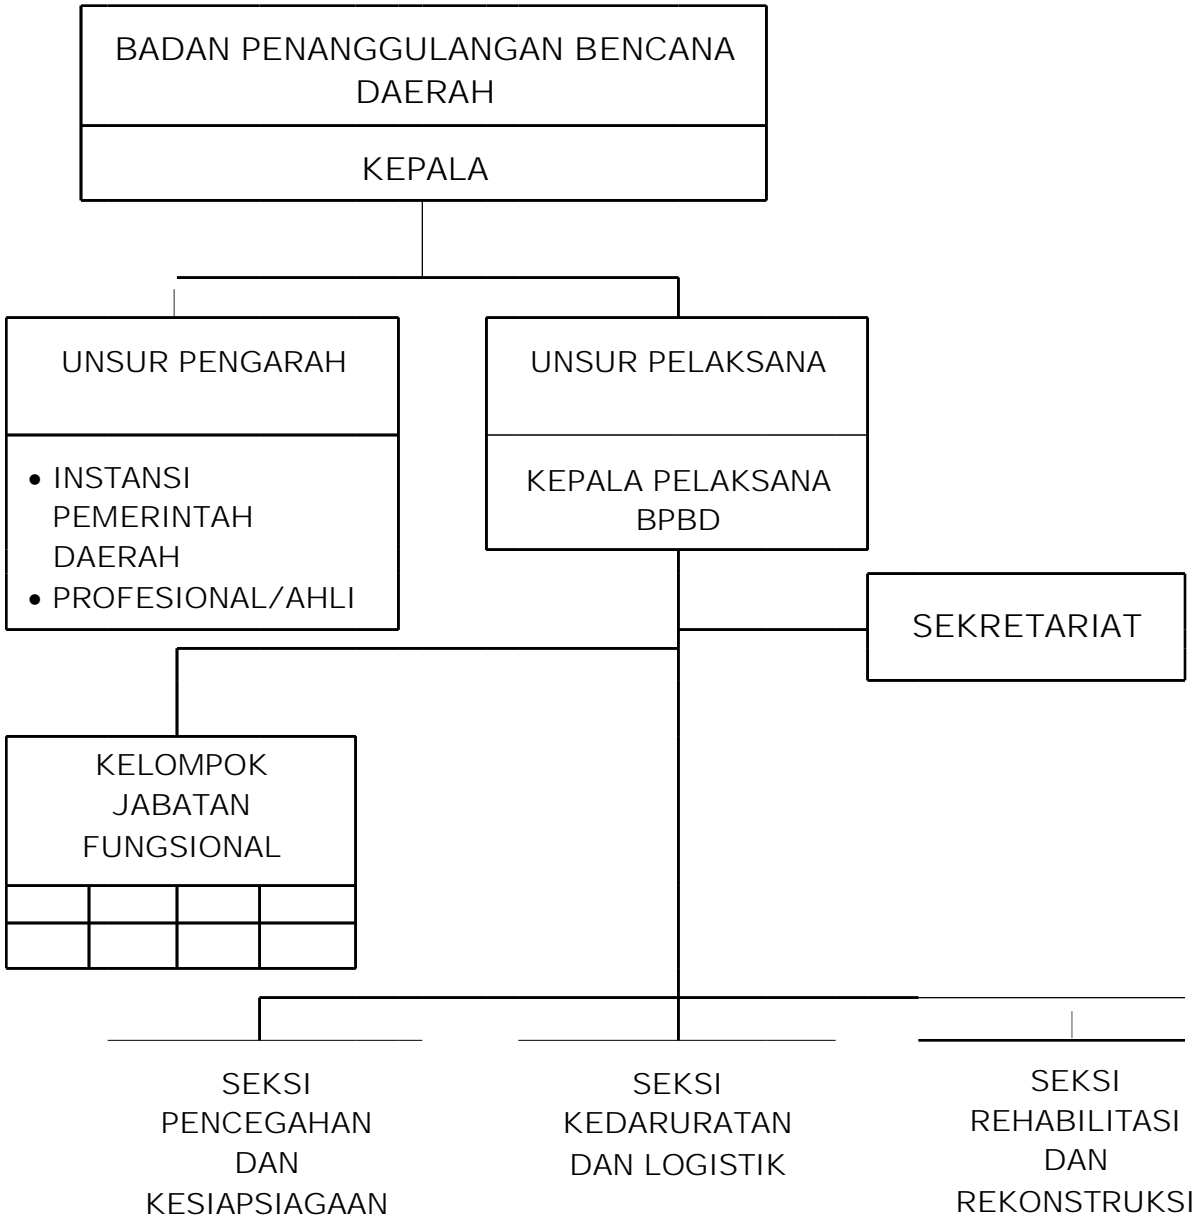 BADAN PENANGGULANGAN BENCANA
DAERAH
KEPALA
UNSUR PENGARAH
• INSTANSI
PEMERINTAH
DAERAH
• PROFESIONAL/AHLI
UNSUR PELAKSANA
KEPALA PELAKSANA
BPBD
SEKRETARIAT
KELOMPOK
JABATAN
FUNGSIONAL
SEKSI
PENCEGAHAN
DAN
KESIAPSIAGAAN
SEKSI
KEDARURATAN
DAN LOGISTIK
SEKSI
REHABILITASI
DAN
REKONSTRUKSI